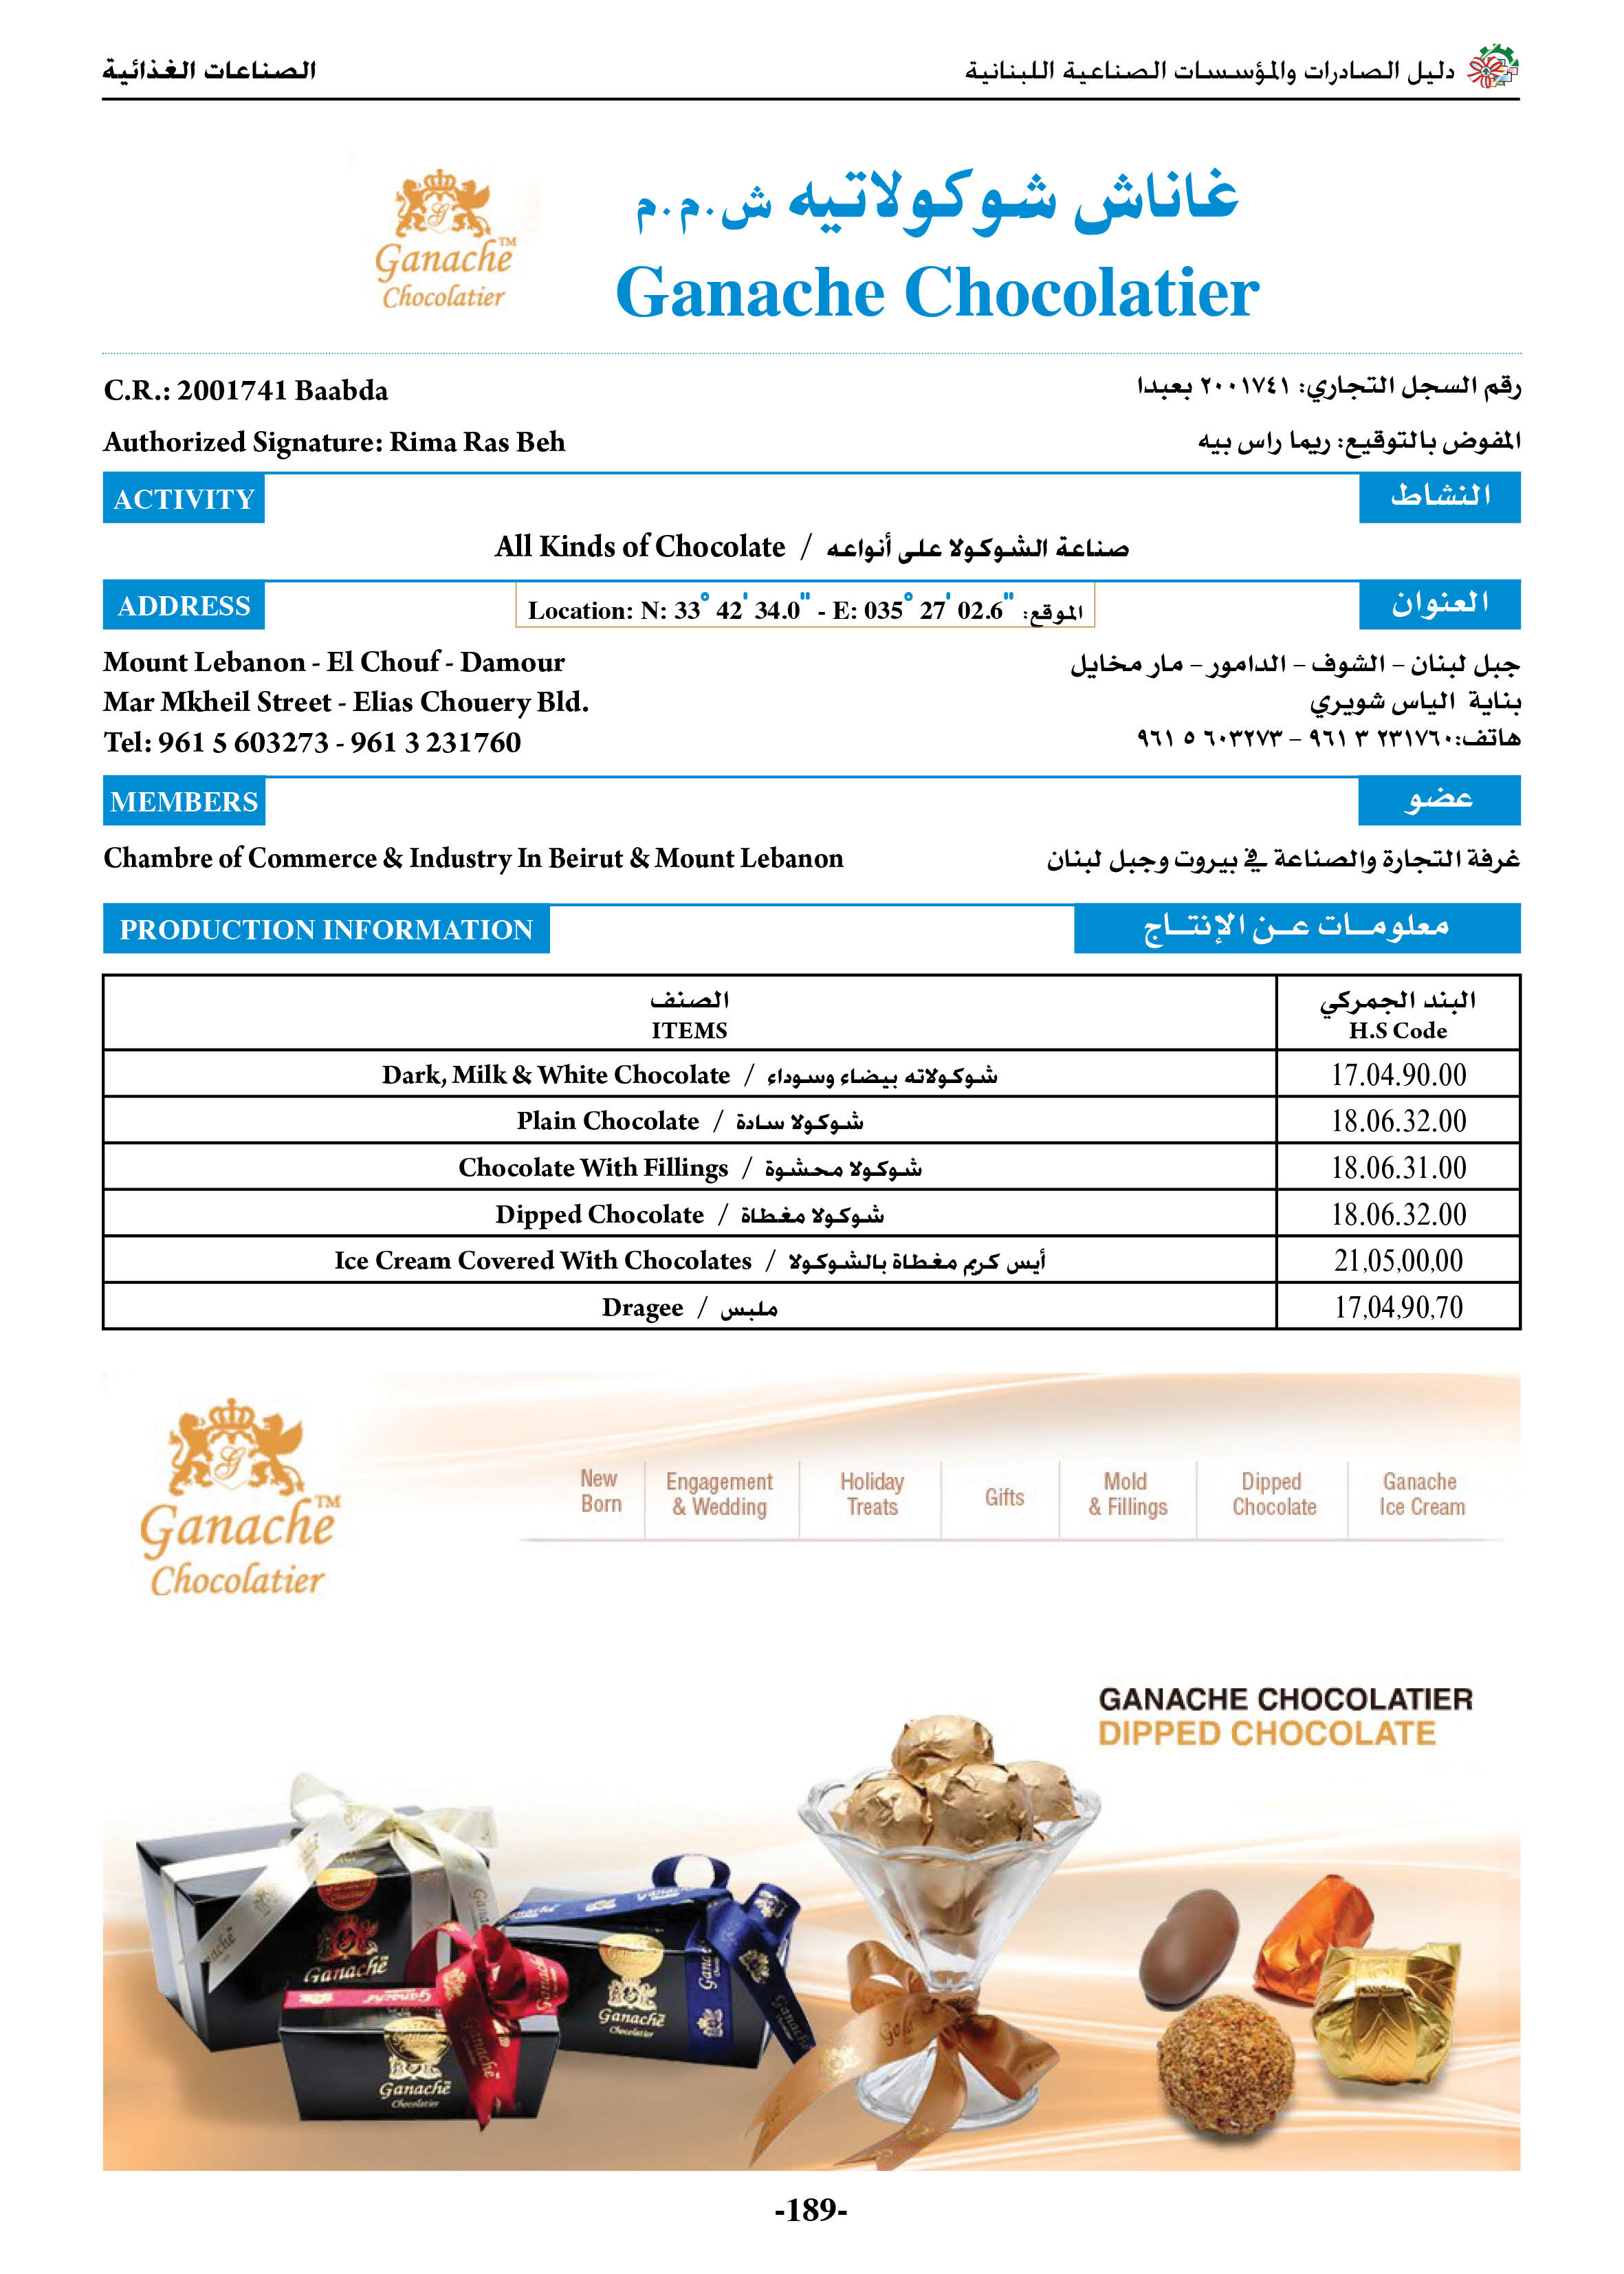 دليل الصادرات والمؤسسات الصناعية اللبنانية
الصناعات الغذائية
غاناش شوكولاتيه ش.م.م
Ganache™
Chocolatier
Ganache Chocolatier
C.R.: 2001741 Baabda
رقم السجل التجاري: ٢٠٠١٧٤١ بعبدا
Authorized Signature: Rima Ras Beh
المفوض بالتوقيع: ريما راس بيه
ACTIVITY
النشاط
All Kinds of Chocolate / صناعة الشوكولا على أنواعه
ADDRESS
Location: N: 33° 42' 34.0" - E: 035° 27' 02.6" الموقع:
العنوان
Mount Lebanon - El Chouf - Damour
جبل لبنان – الشوف – الدامور – مار مخايل
Mar Mkheil Street - Elias Chouery Bld.
بناية الياس شويري
Tel: 961 5 603273 - 961 3 231760
هاتف: ٢٣١٧٦٠ ٣ ٩٦١ – ٦٠٣٢٧٣ ٥ ٩٦١
MEMBERS
عضو
Chambre of Commerce & Industry In Beirut & Mount Lebanon
غرفة التجارة والصناعة في بيروت وجبل لبنان
PRODUCTION INFORMATION
معلومـات عـن الإنتـاج
الصنف
ITEMS
البند الجمركي
H.S Code
Dark, Milk & White Chocolate / شوكولاته بيضاء وسوداء
17.04.90.00
Plain Chocolate / شوكولا سادة
18.06.32.00
Chocolate With Fillings / شوكولا محشوة
18.06.31.00
Dipped Chocolate / شوكولا مغطاة
18.06.32.00
Ice Cream Covered With Chocolates / أيس كريم مغطاة بالشوكولا
21,05,00,00
Dragee / ملبس
17,04,90,70
G
Ganache™
Chocolatier
New
Born
Engagement
& Wedding
Holiday
Treats
Gifts
Mold
& Fillings
Dipped
Chocolate
Ganache
Ice Cream
GANACHE CHOCOLATIER
DIPPED CHOCOLATE
Ganache
Ganache
Chocolatier
Ganache
Chocolatier
-189-